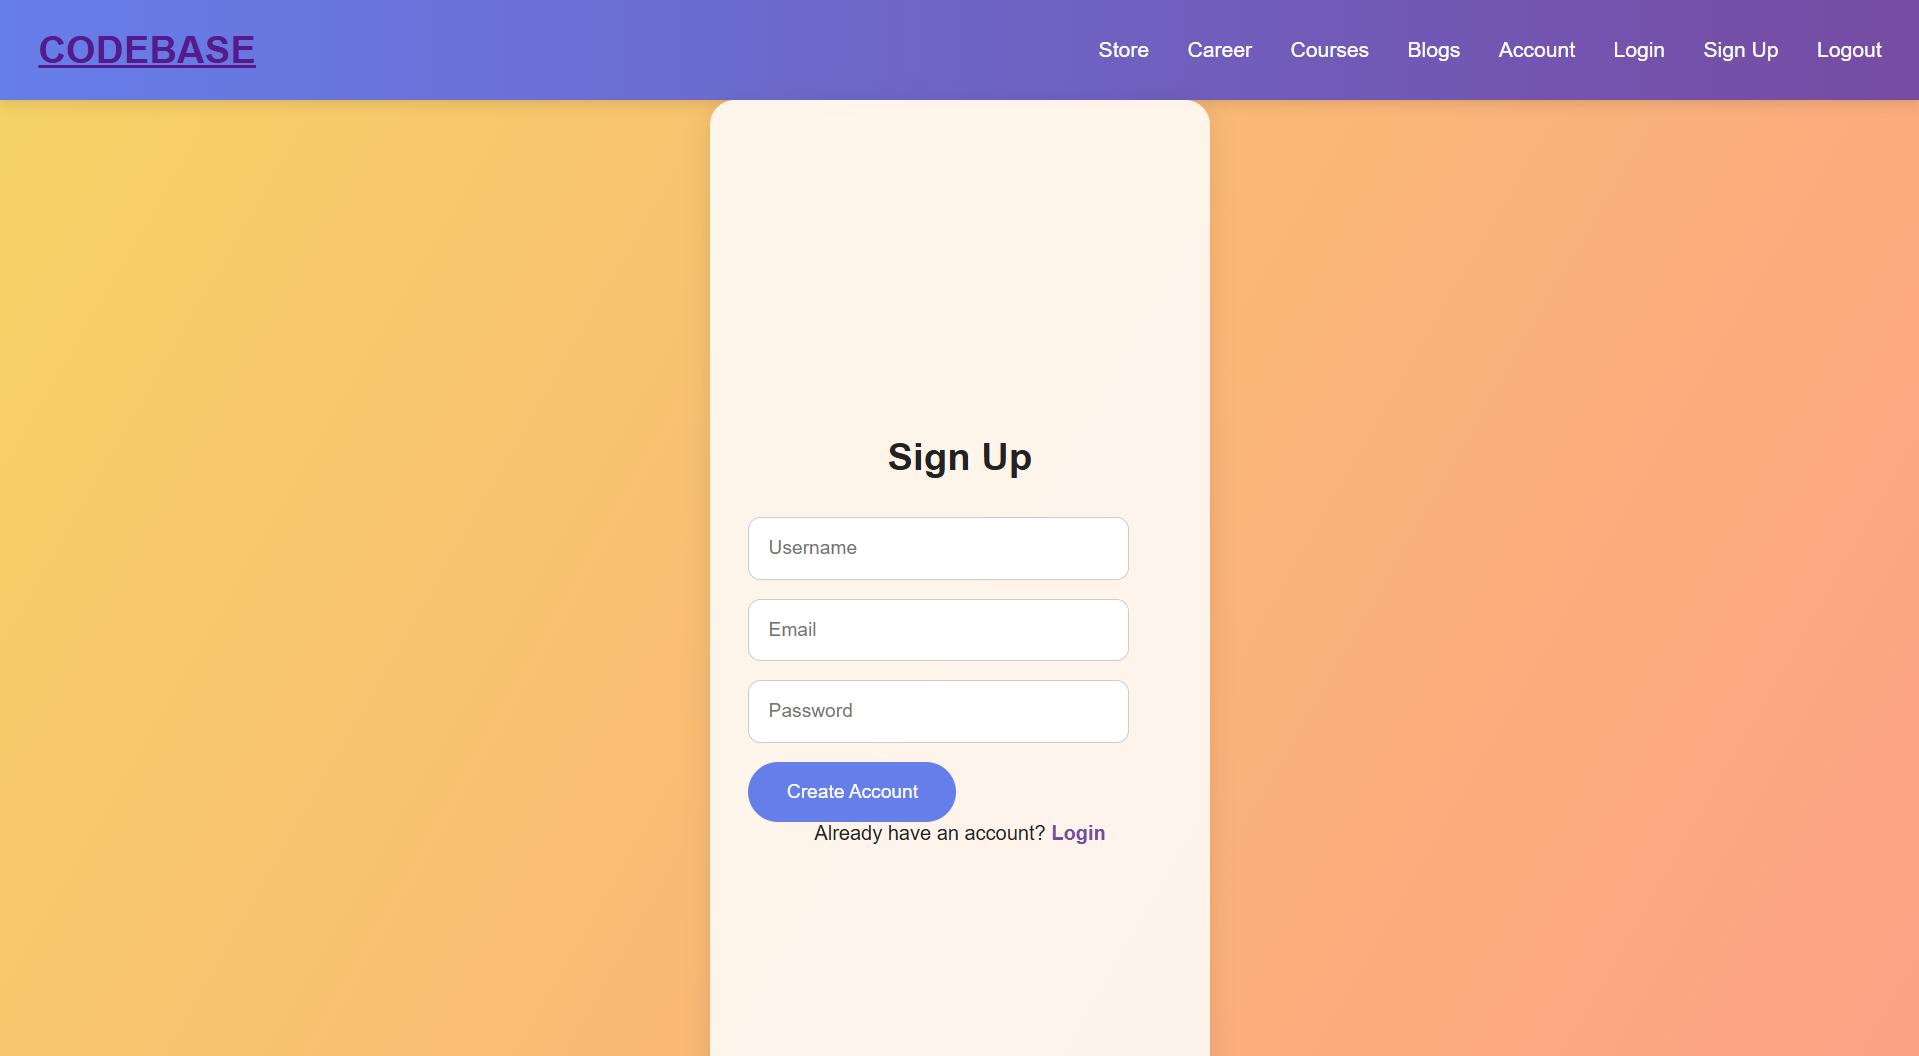 CODEBASE
Store Career Courses Blogs Account Login Sign Up Logout
Sign Up
Username
Email
Password
Create Account
Already have an account? Login